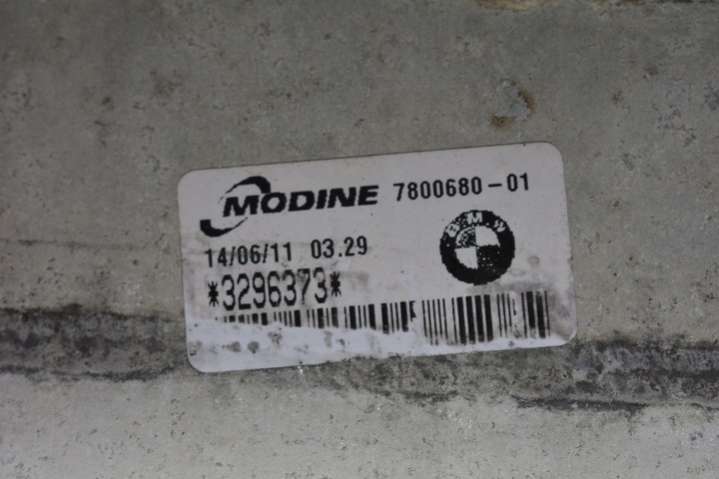 MODINE 7800680-01
14/06/11 03.29
BMW
*3296373*